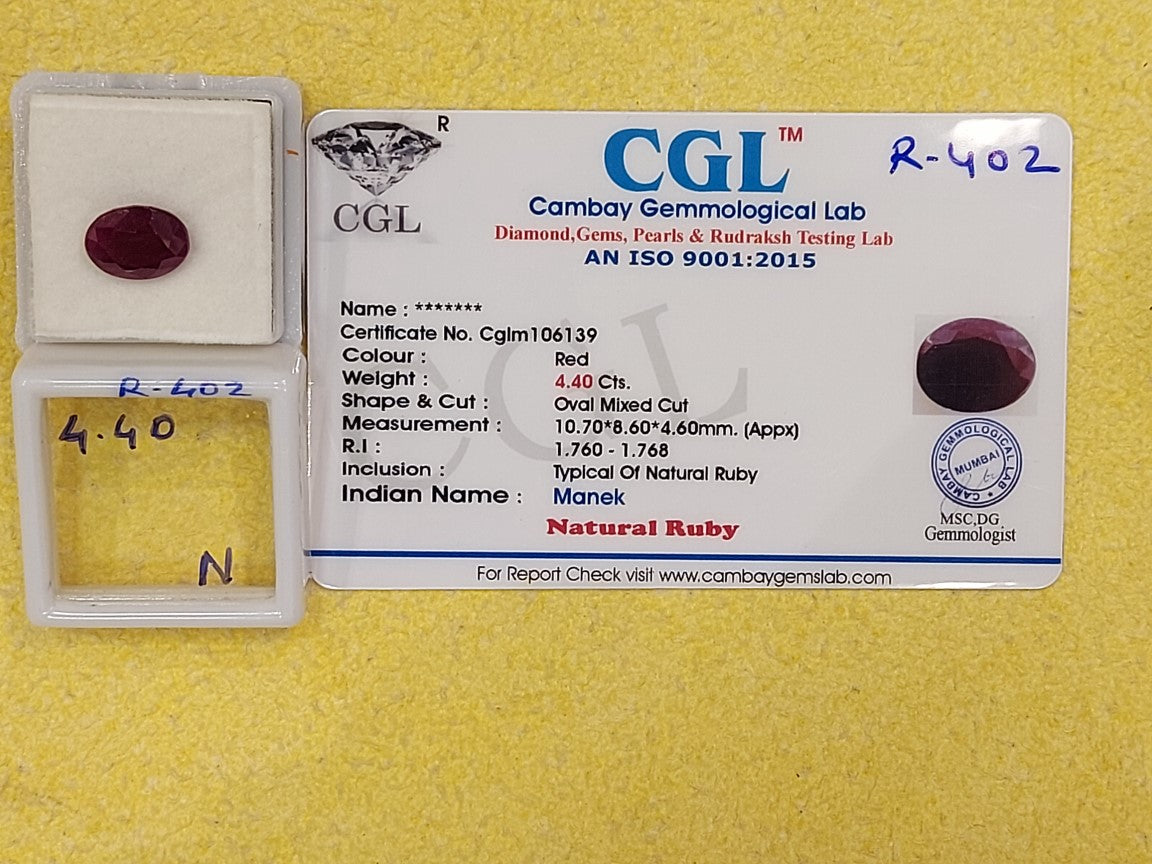 R-402
4.40
N
R
CGL
CGL™
R-402
Cambay Gemmological Lab
Diamond,Gems, Pearls & Rudraksh Testing Lab
AN ISO 9001:2015
Name : *******
Certificate No. Cglm106139
Colour : Red
Weight : 4.40 Cts.
Shape & Cut : Oval Mixed Cut
Measurement : 10.70*8.60*4.60mm. (Appx)
R.I : 1.760 - 1.768
Inclusion : Typical Of Natural Ruby
Indian Name : Manek
Natural Ruby
CGL
CAMBAY GEMMOLOGICAL LAB
MUMBAI
MSC,DG
Gemmologist
For Report Check visit www.cambaygemslab.com